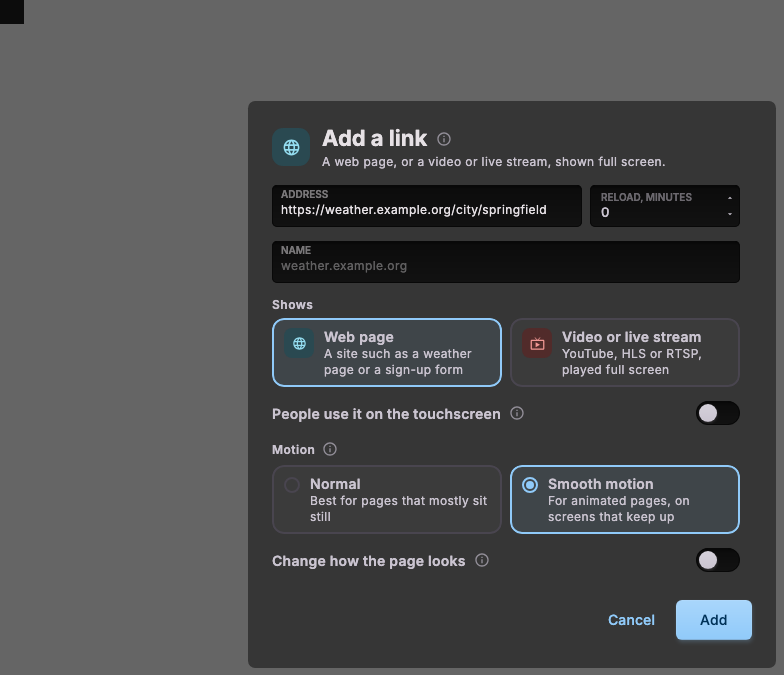 Add a link
A web page, or a video or live stream, shown full screen.
ADDRESS
https://weather.example.org/city/springfield
RELOAD, MINUTES
0
NAME
weather.example.org
Shows
Web page
A site such as a weather
page or a sign-up form
Video or live stream
YouTube, HLS or RTSP,
played full screen
People use it on the touchscreen
Motion
Normal
Best for pages that mostly sit
still
Smooth motion
For animated pages, on
screens that keep up
Change how the page looks
Cancel
Add